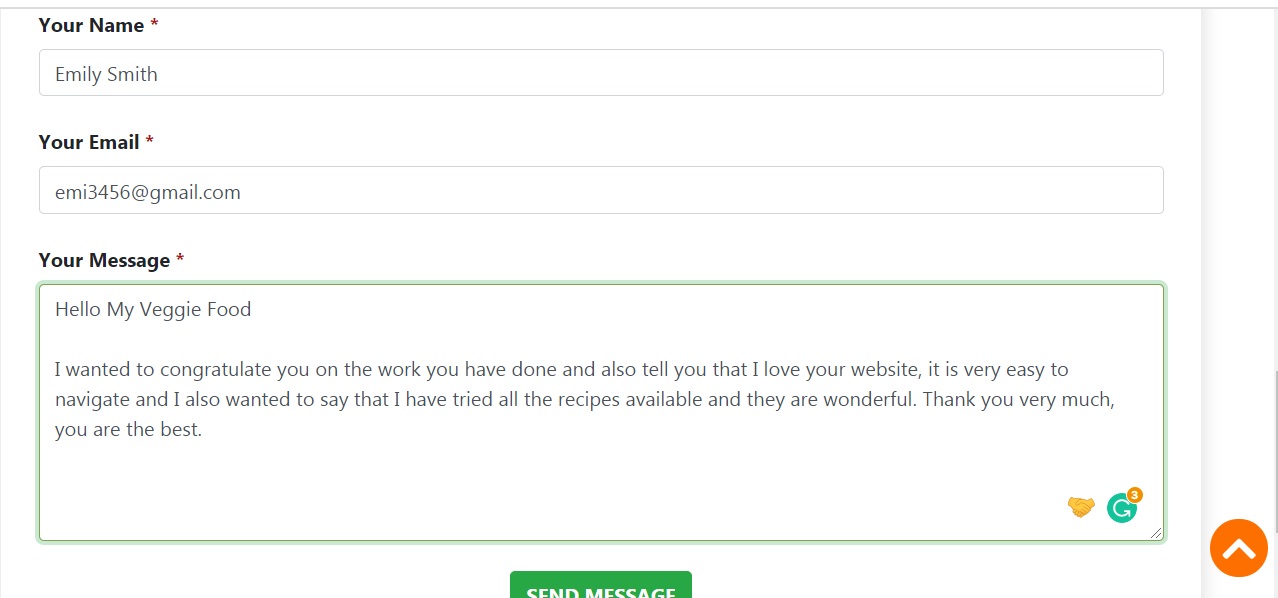 Your Name *
Emily Smith
Your Email *
emi3456@gmail.com
Your Message *
Hello My Veggie Food
I wanted to congratulate you on the work you have done and also tell you that I love your website, it is very easy to
navigate and I also wanted to say that I have tried all the recipes available and they are wonderful. Thank you very much,
you are the best.
3
SEND MESSAGE